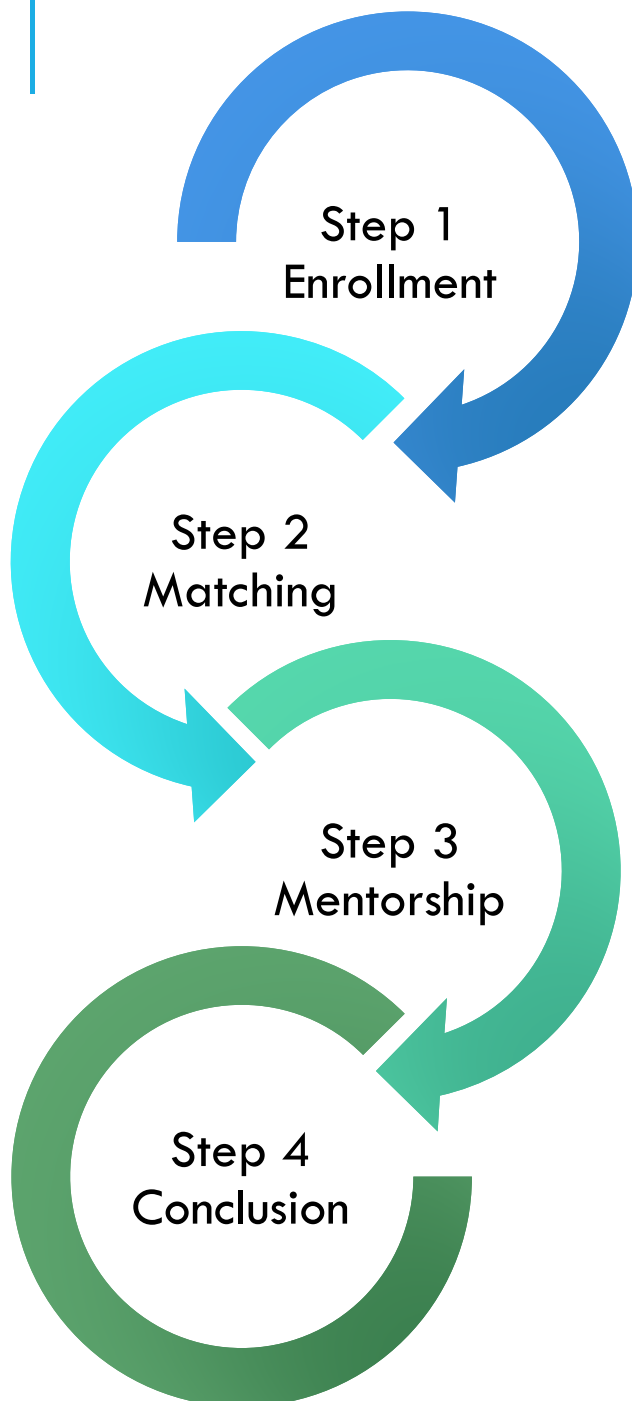 Step 1
Enrollment
Step 2
Matching
Step 3
Mentorship
Step 4
Conclusion